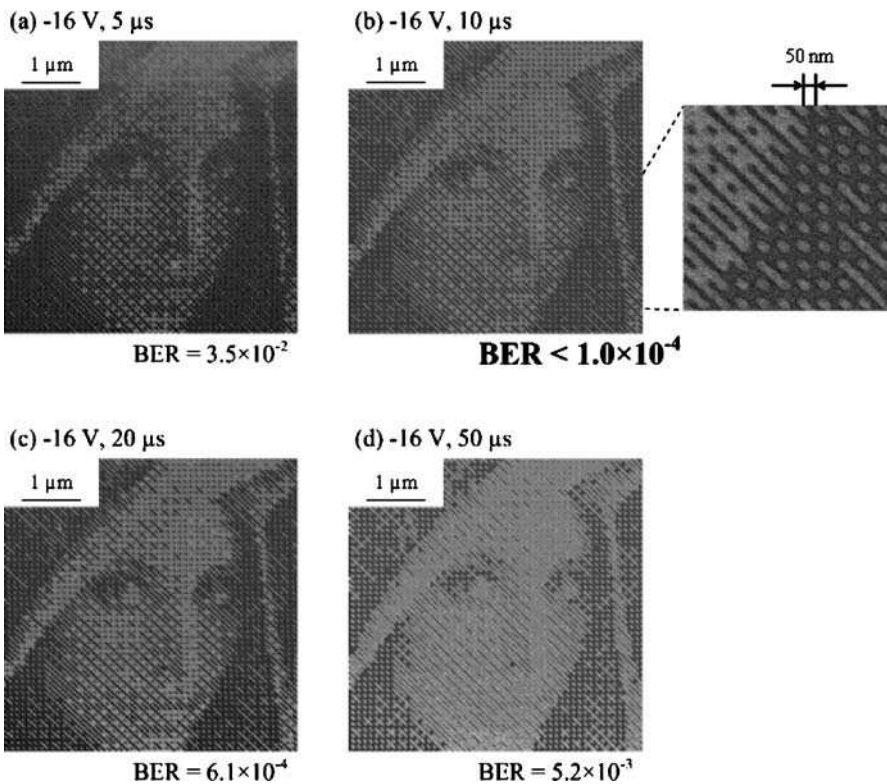 (a) -16 V, 5 µs
1 µm
BER = 3.5×10⁻²
(b) -16 V, 10 µs
1 µm
BER < 1.0×10⁻⁴
50 nm
(c) -16 V, 20 µs
1 µm
BER = 6.1×10⁻⁴
(d) -16 V, 50 µs
1 µm
BER = 5.2×10⁻³